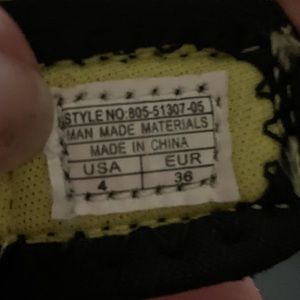 STYLE NO:805-51307-05
MAN MADE MATERIALS
MADE IN CHINA
USA EUR
4 36